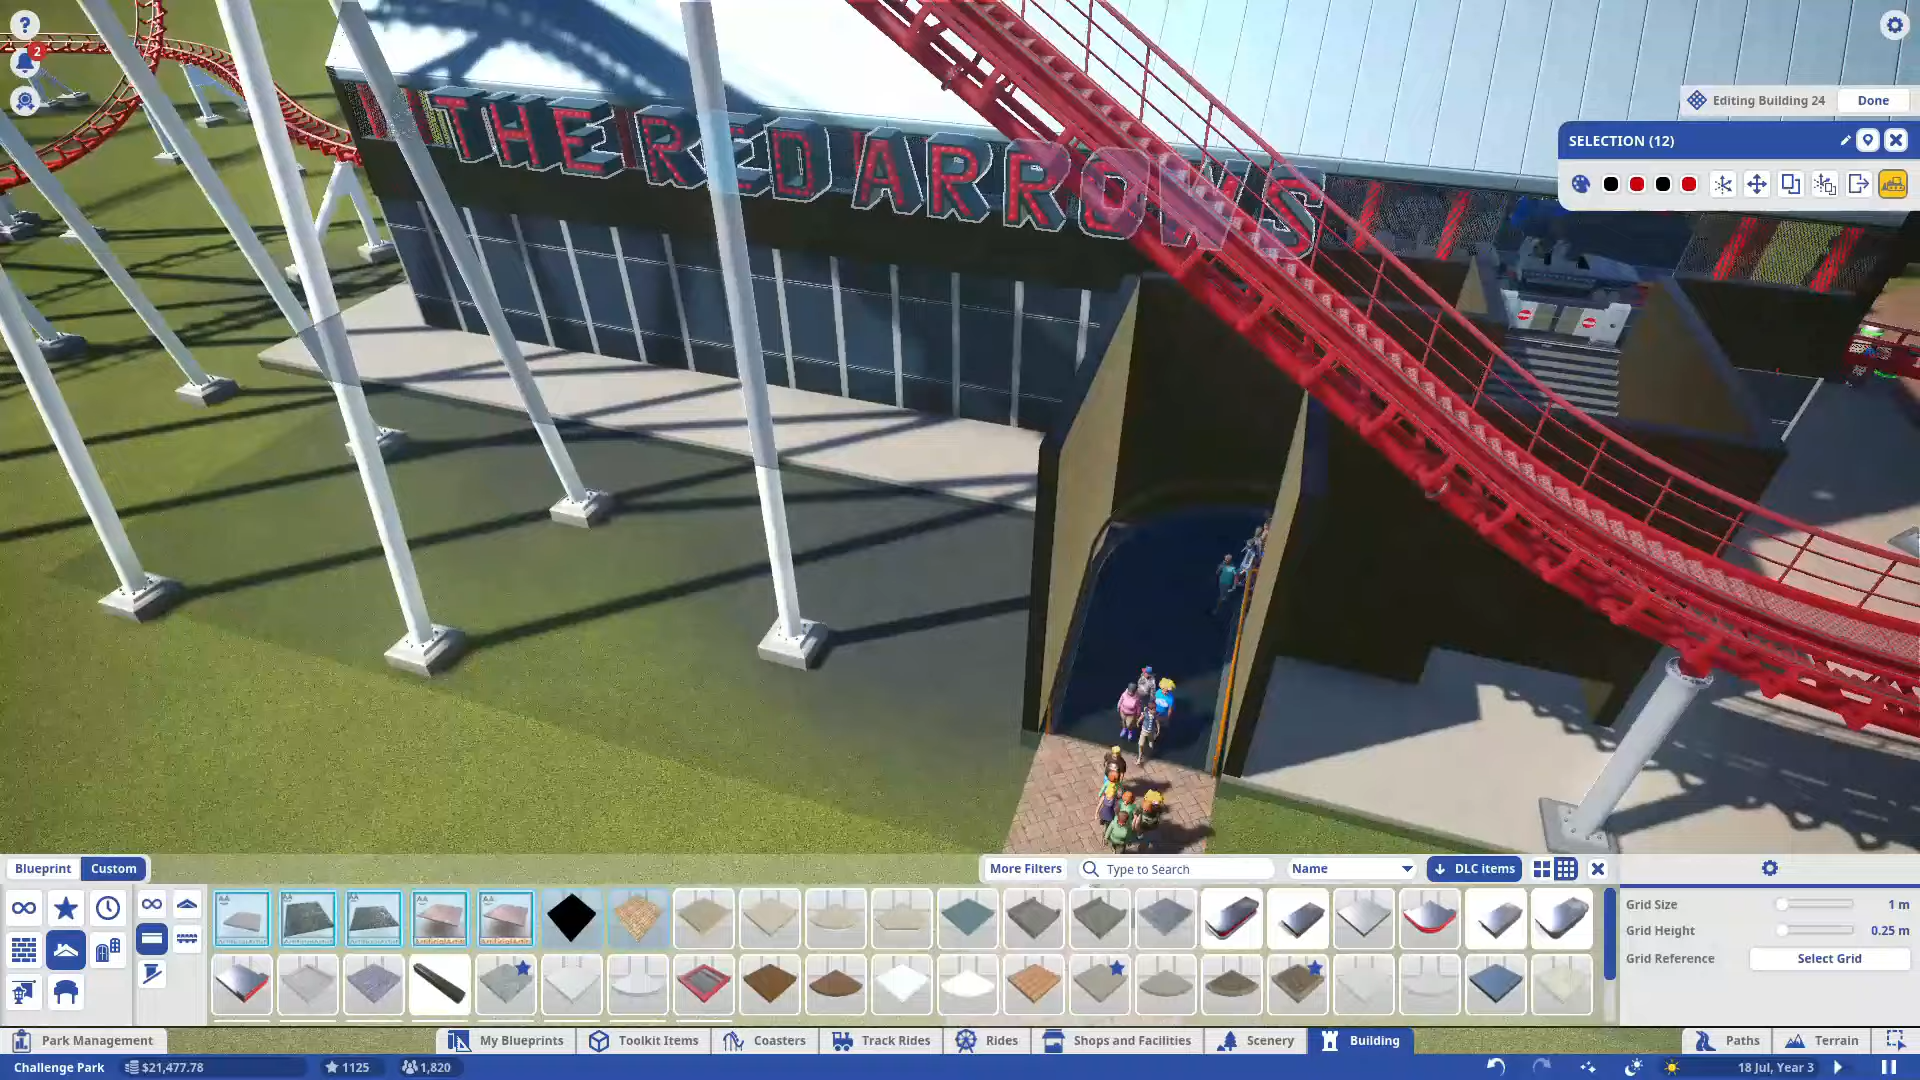 2
THE RED ARROWS
Editing Building 24
Done
SELECTION (12)
Blueprint
Custom
More Filters
Type to Search
Name
DLC items
Grid Size
1 m
Grid Height
0.25 m
Grid Reference
Select Grid
Park Management
My Blueprints
Toolkit Items
Coasters
Track Rides
Rides
Shops and Facilities
Scenery
Building
Paths
Terrain
Challenge Park
$21,477.78
1125
1,820
18 Jul, Year 3